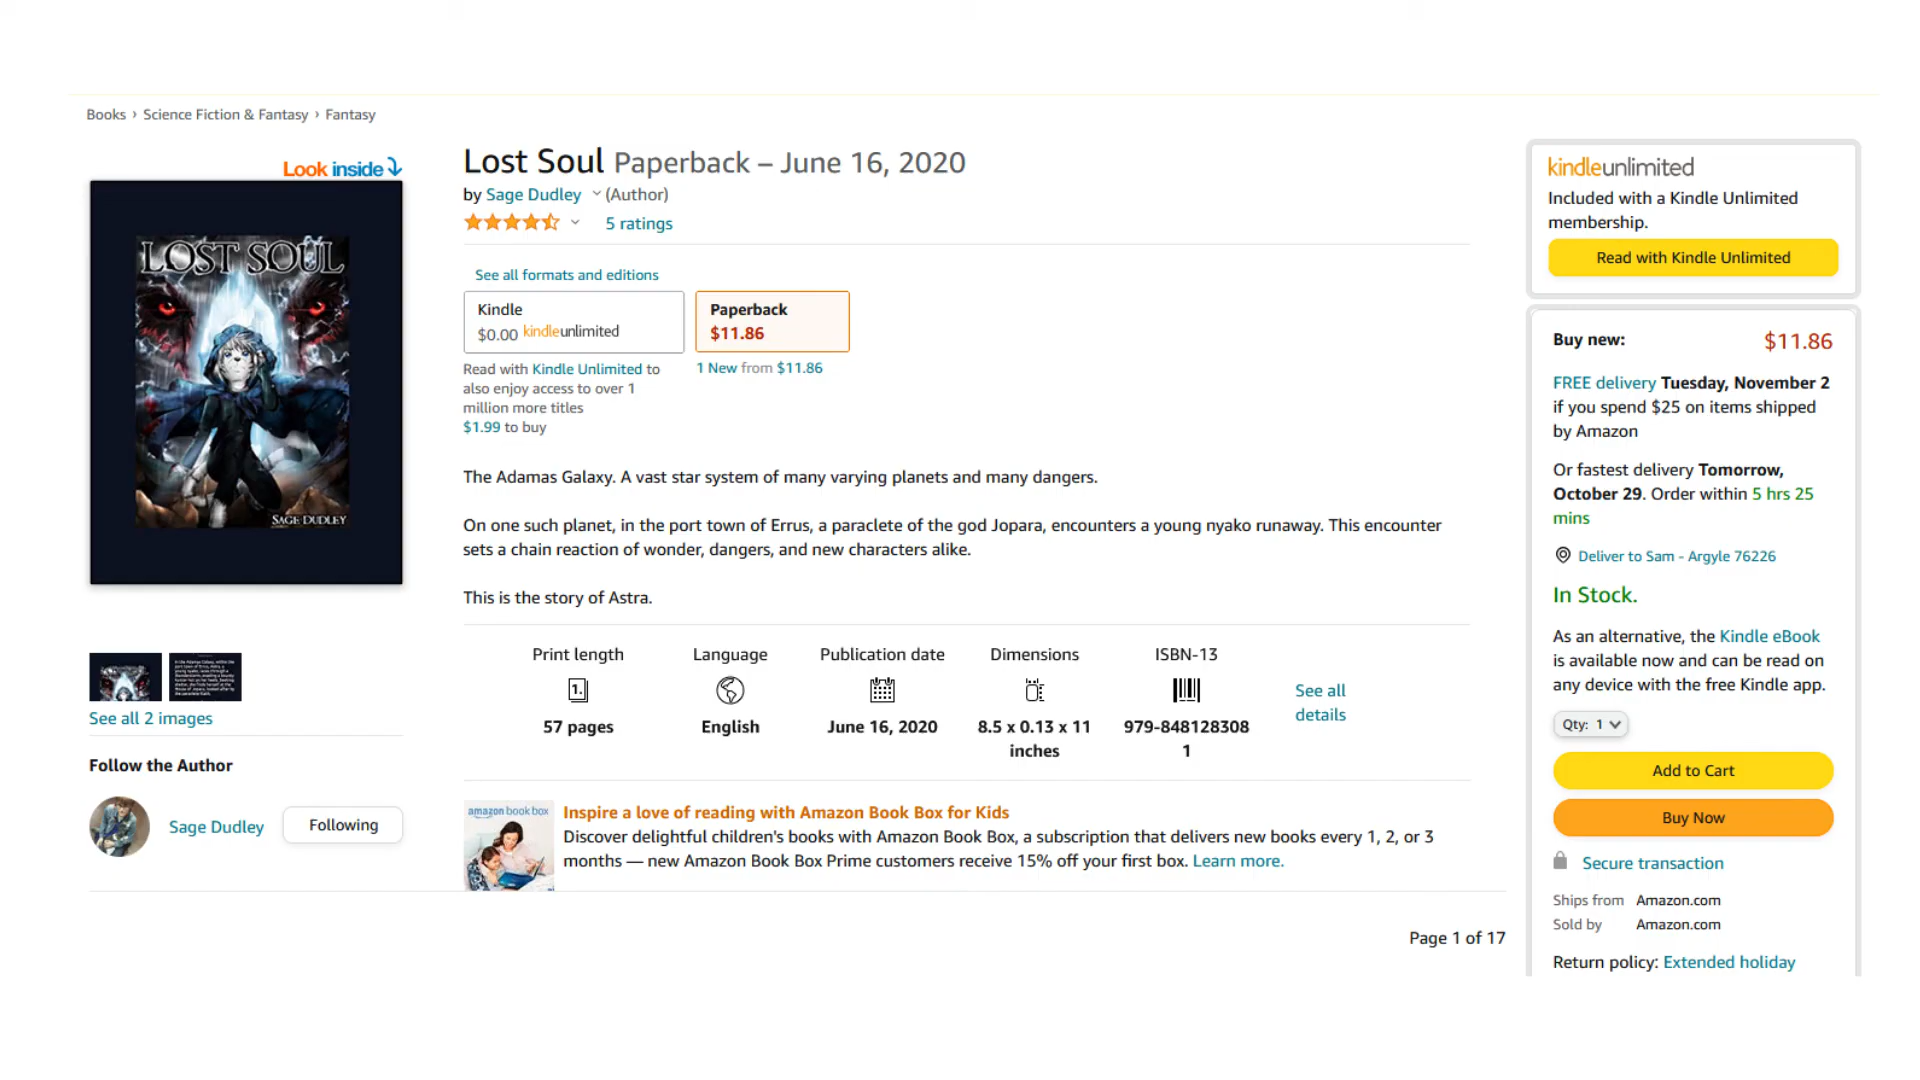 Books › Science Fiction & Fantasy › Fantasy
Look inside
LOST SOUL
SAGE DUDLEY
See all 2 images
Follow the Author
Sage Dudley
Following
Lost Soul Paperback – June 16, 2020
by Sage Dudley (Author)
5 ratings
See all formats and editions
Kindle
$0.00 kindleunlimited
Paperback
$11.86
Read with Kindle Unlimited to
also enjoy access to over 1
million more titles
$1.99 to buy
1 New from $11.86
The Adamas Galaxy. A vast star system of many varying planets and many dangers.
On one such planet, in the port town of Errus, a paraclete of the god Jopara, encounters a young nyako runaway. This encounter
sets a chain reaction of wonder, dangers, and new characters alike.
This is the story of Astra.
Print length
1.
57 pages
Language
English
Publication date
June 16, 2020
Dimensions
8.5 x 0.13 x 11
inches
ISBN-13
979-848128308
1
See all
details
amazon book box
Inspire a love of reading with Amazon Book Box for Kids
Discover delightful children's books with Amazon Book Box, a subscription that delivers new books every 1, 2, or 3
months — new Amazon Book Box Prime customers receive 15% off your first box. Learn more.
Page 1 of 17
kindleunlimited
Included with a Kindle Unlimited
membership.
Read with Kindle Unlimited
Buy new:
$11.86
FREE delivery Tuesday, November 2
if you spend $25 on items shipped
by Amazon
Or fastest delivery Tomorrow,
October 29. Order within 5 hrs 25
mins
Deliver to Sam - Argyle 76226
In Stock.
As an alternative, the Kindle eBook
is available now and can be read on
any device with the free Kindle app.
Qty: 1
Add to Cart
Buy Now
Secure transaction
Ships from Amazon.com
Sold by Amazon.com
Return policy: Extended holiday